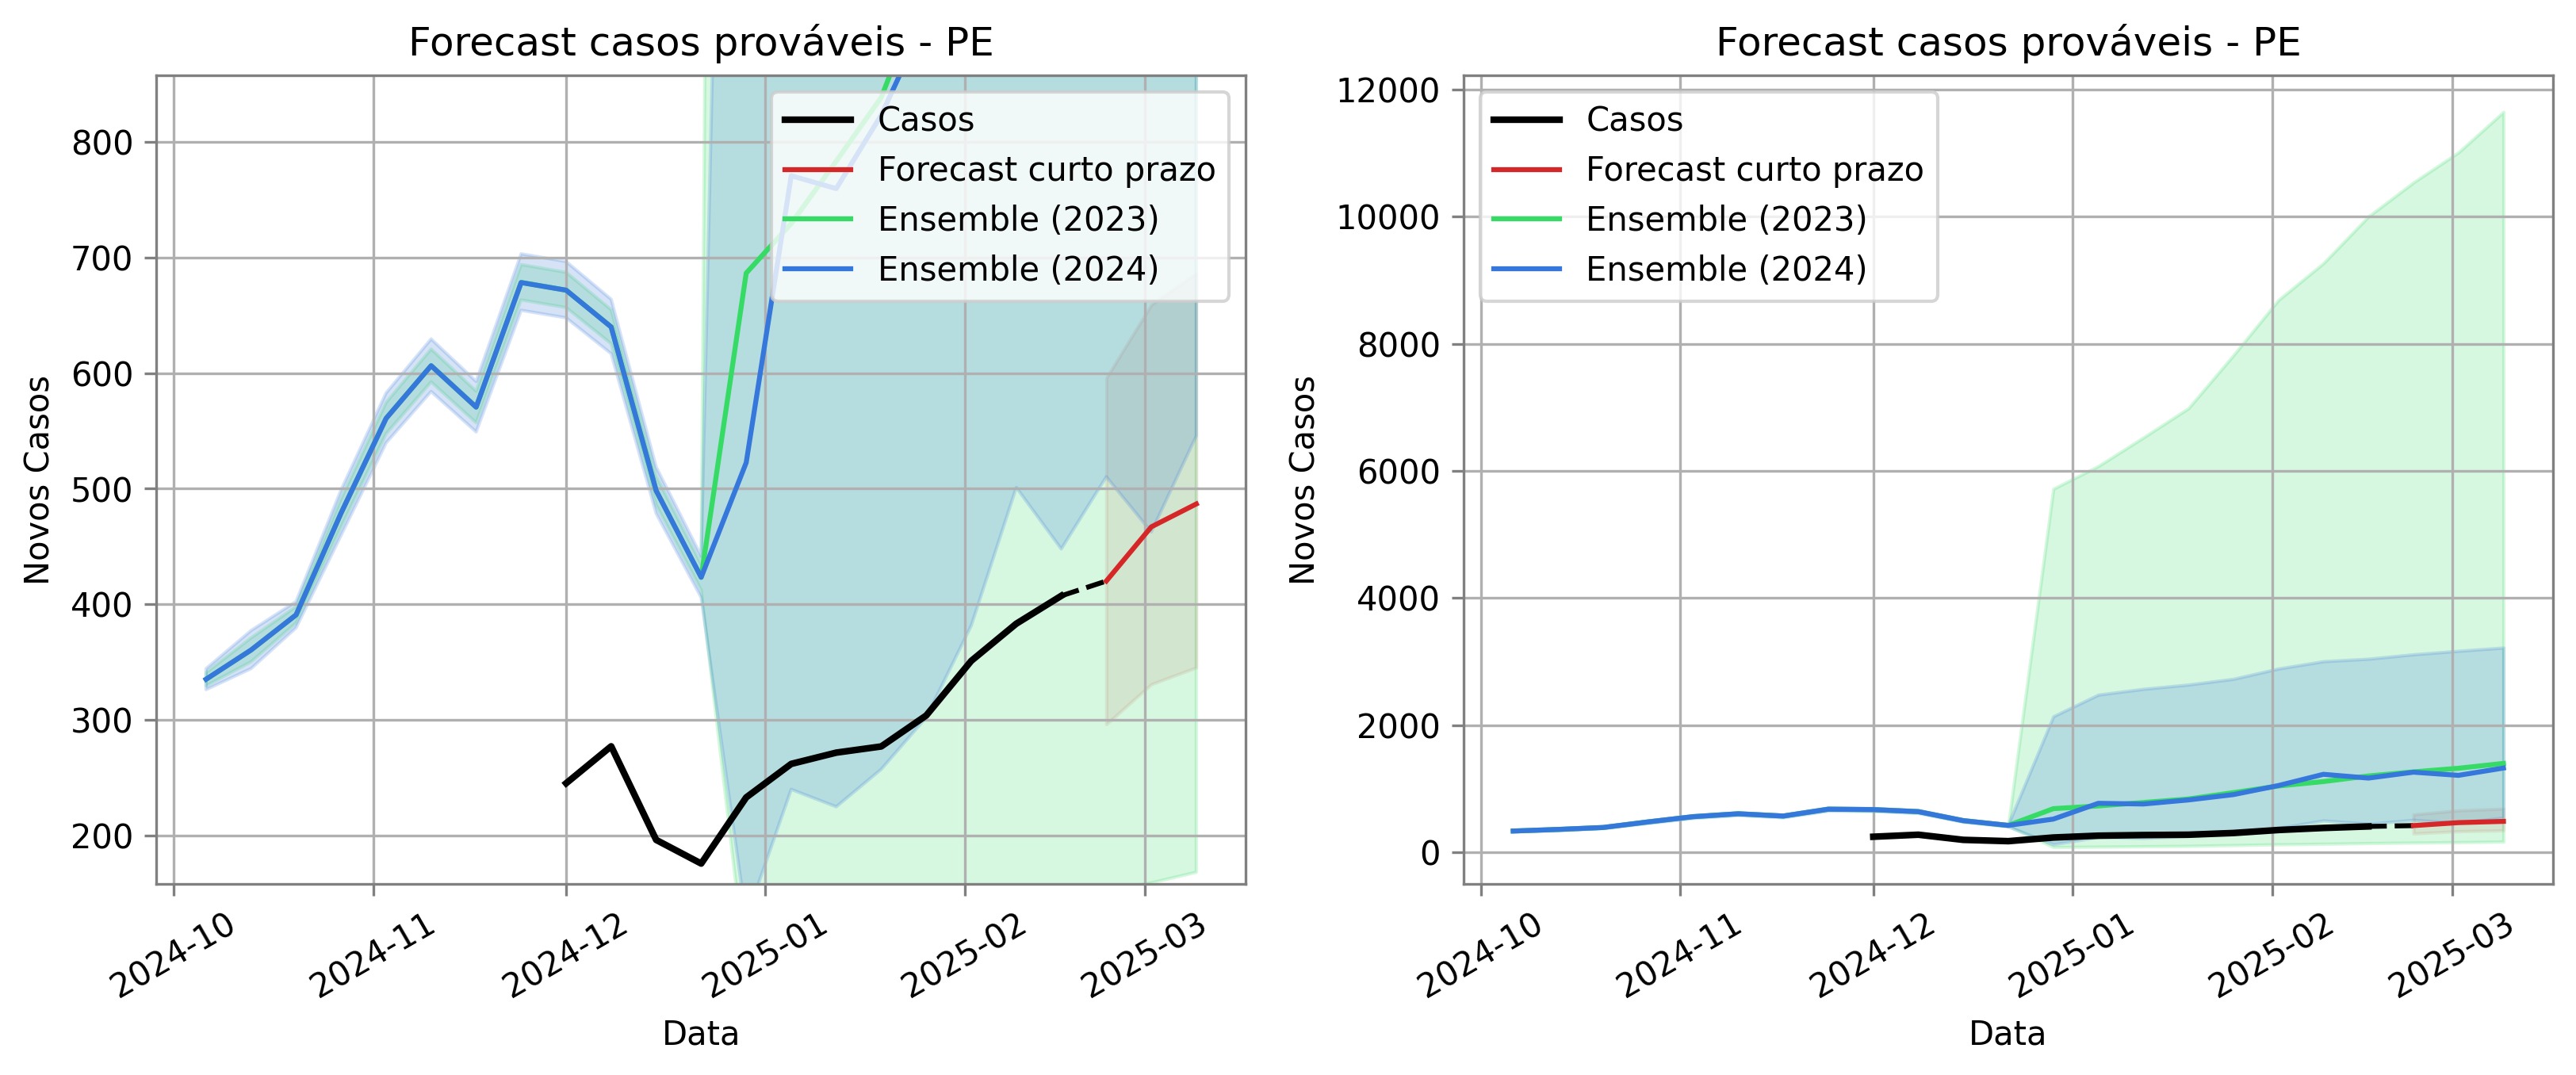 Forecast casos prováveis - PE
Novos Casos
800
700
600
500
400
300
200
Casos
Forecast curto prazo
Ensemble (2023)
Ensemble (2024)
2024-10
2024-11
2024-12
2025-01
2025-02
2025-03
Data
Forecast casos prováveis - PE
Novos Casos
12000
10000
8000
6000
4000
2000
0
Casos
Forecast curto prazo
Ensemble (2023)
Ensemble (2024)
2024-10
2024-11
2024-12
2025-01
2025-02
2025-03
Data